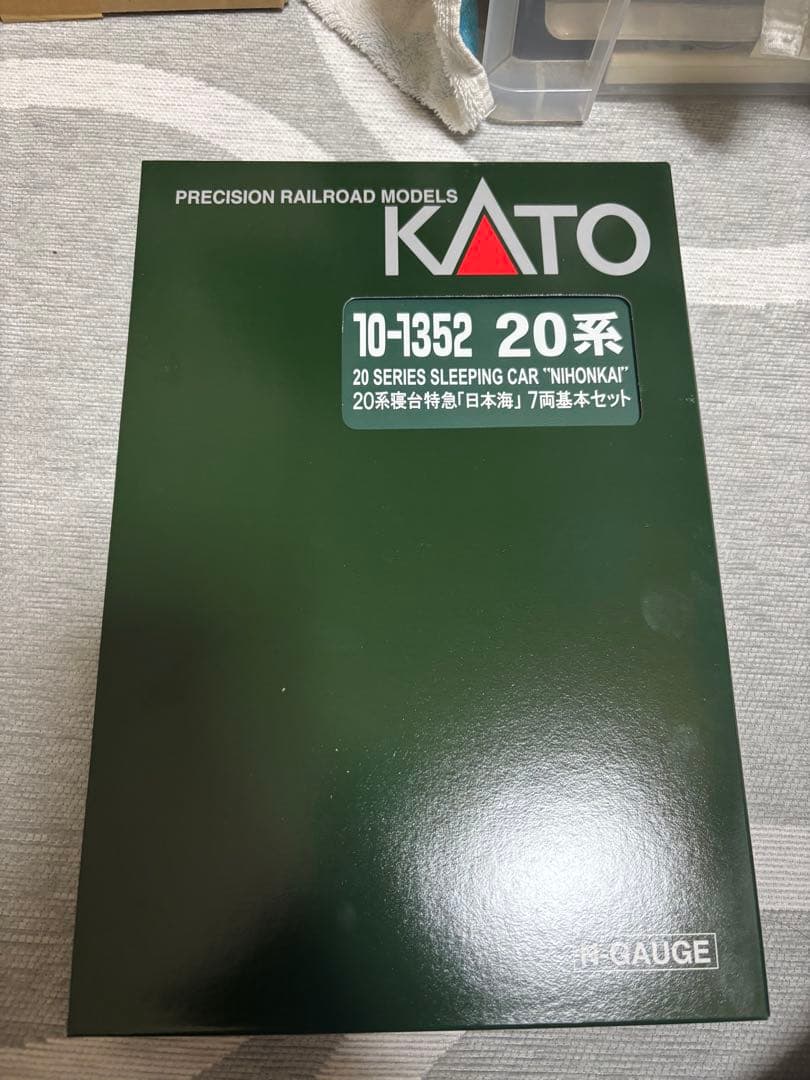 PRECISION RAILROAD MODELS
KATO
10-1352 20系
20 SERIES SLEEPING CAR "NIHONKAI"
20系寝台特急「日本海」7両基本セット
N-GAUGE